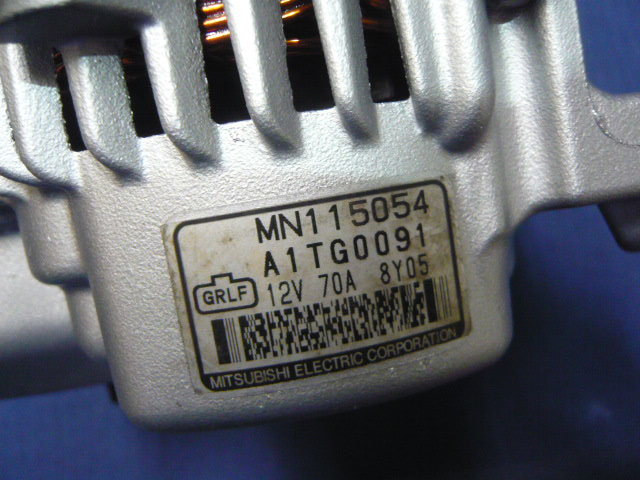 MN115054
A1TG0091
GRLF 12V 70A 8Y05
MITSUBISHI ELECTRIC CORPORATION